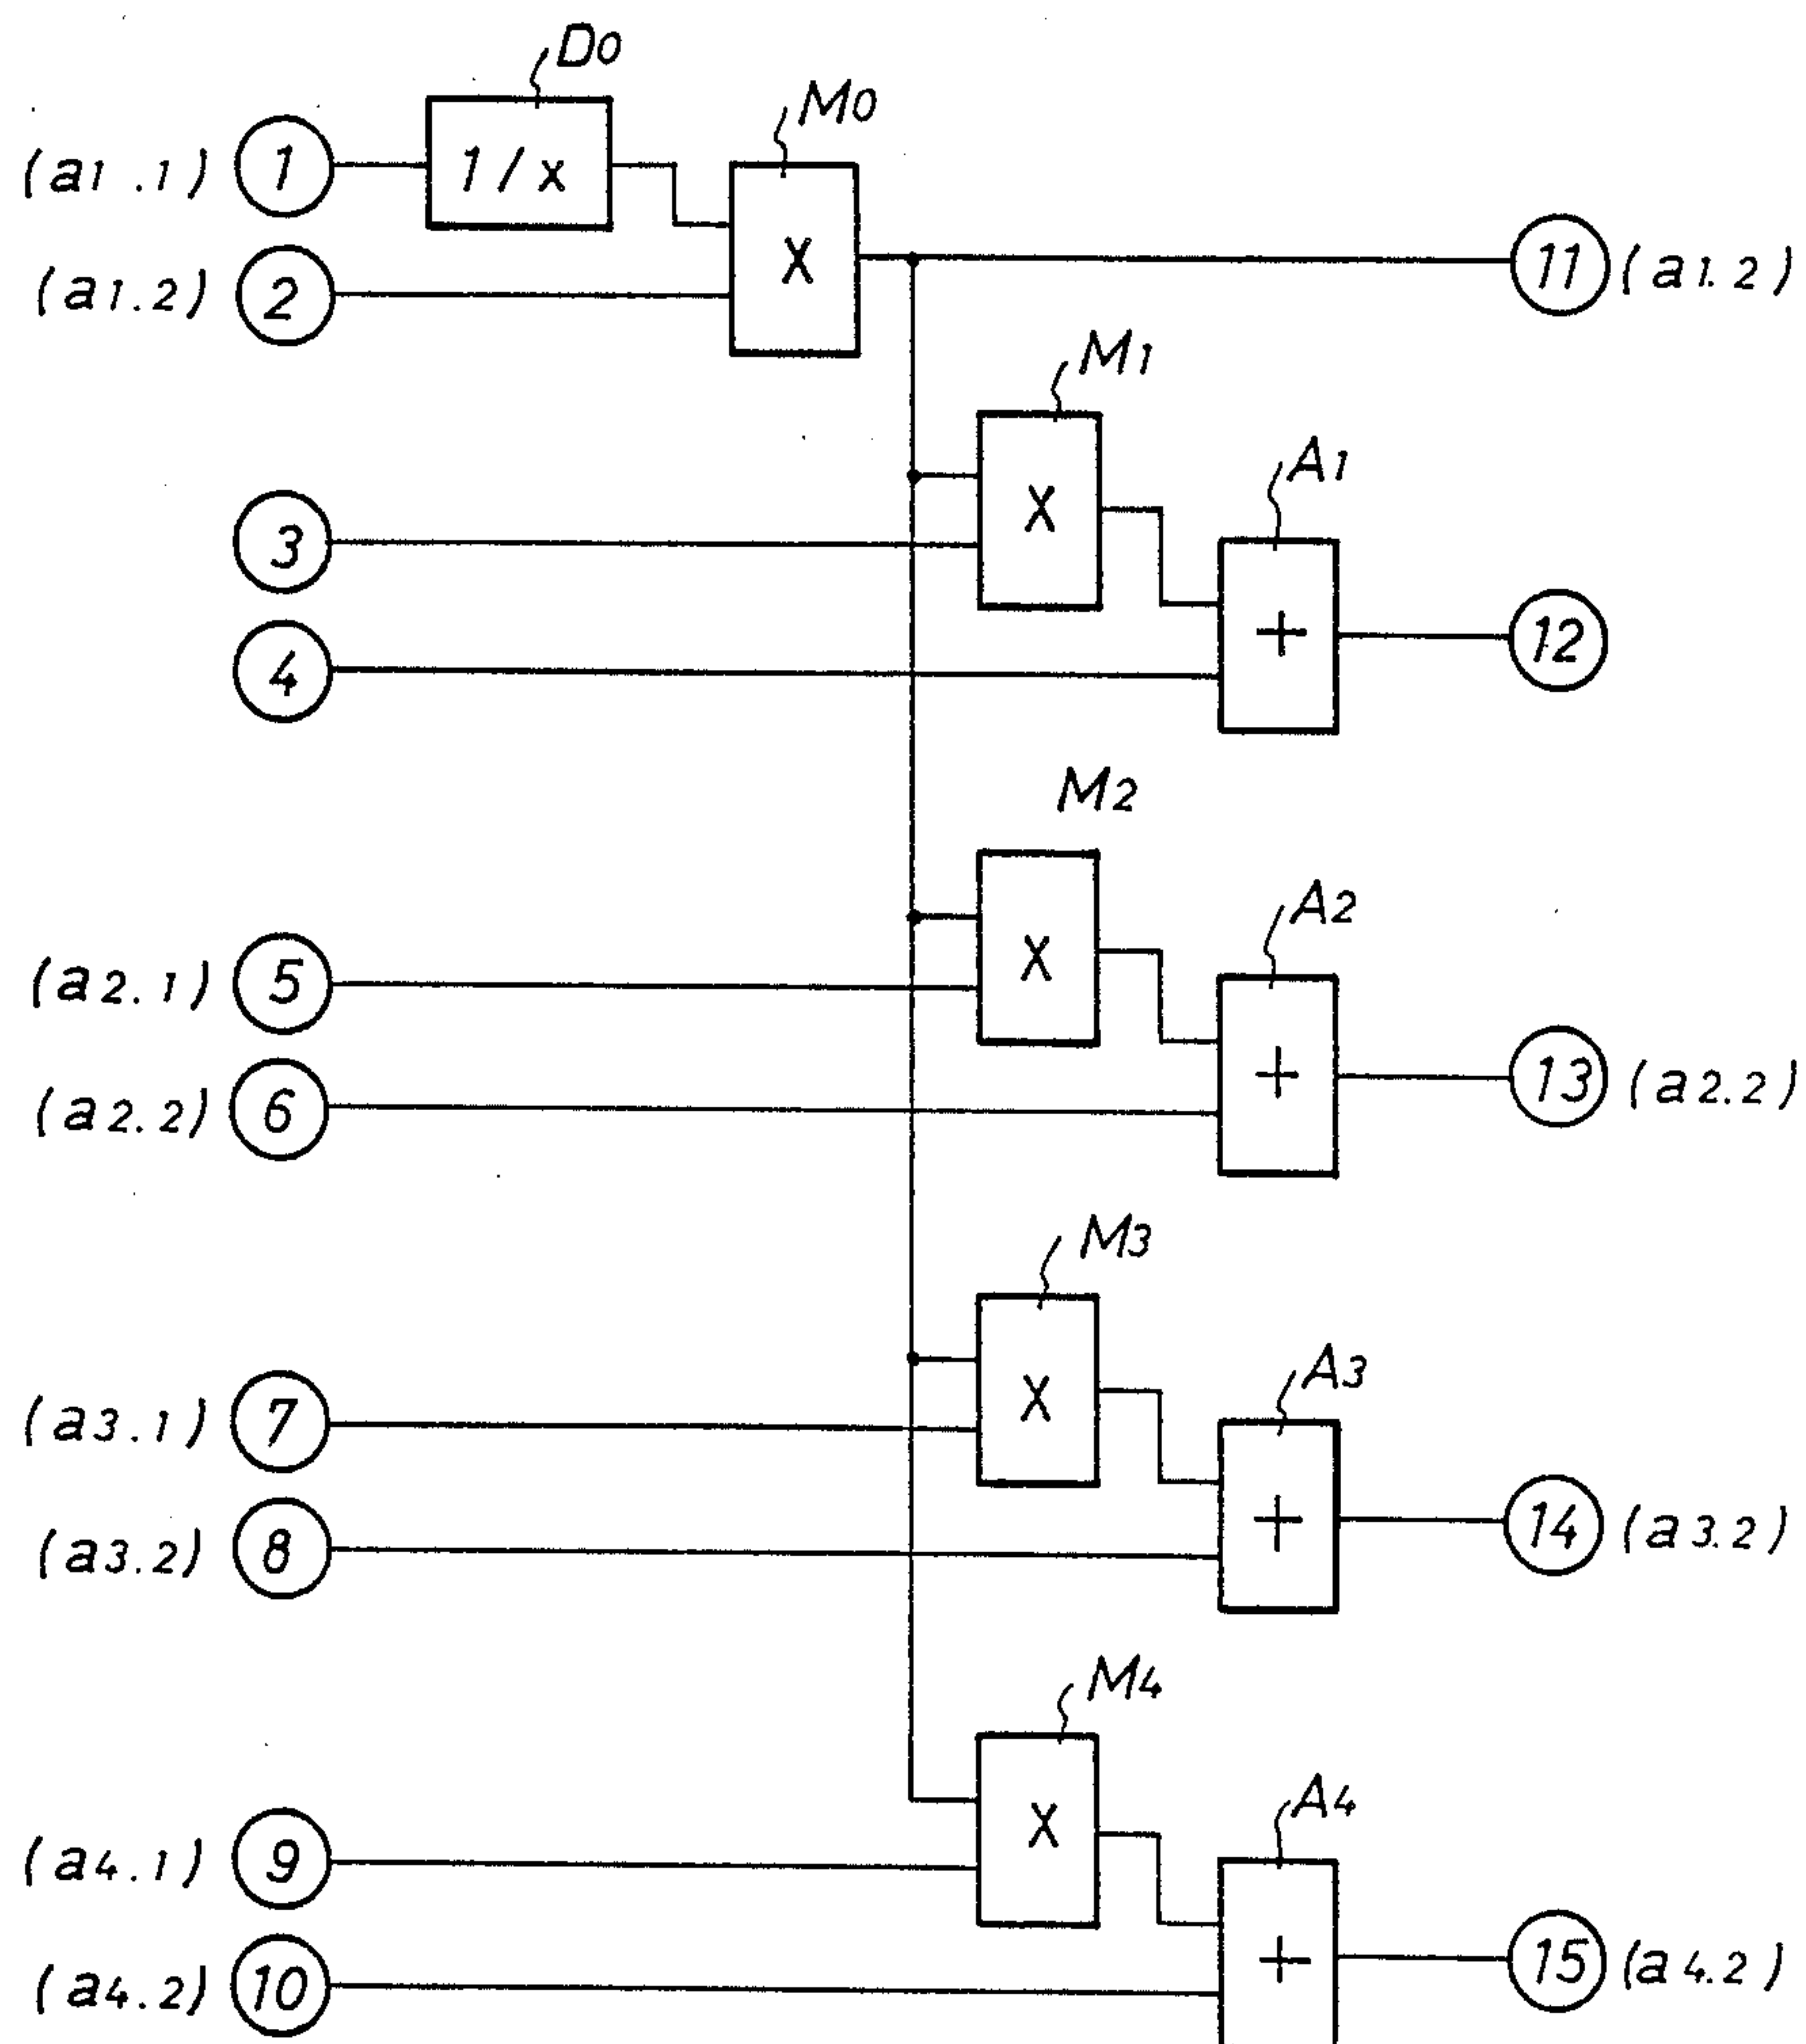 D0
M0
(a1.1) 1 1/x
X
11 (a1.2)
(a1.2) 2
M1
A1
X
3
+
12
4
M2
A2
X
(a2.1) 5
+
13 (a2.2)
(a2.2) 6
M3
A3
X
(a3.1) 7
+
14 (a3.2)
(a3.2) 8
M4
A4
X
(a4.1) 9
+
15 (a4.2)
(a4.2) 10